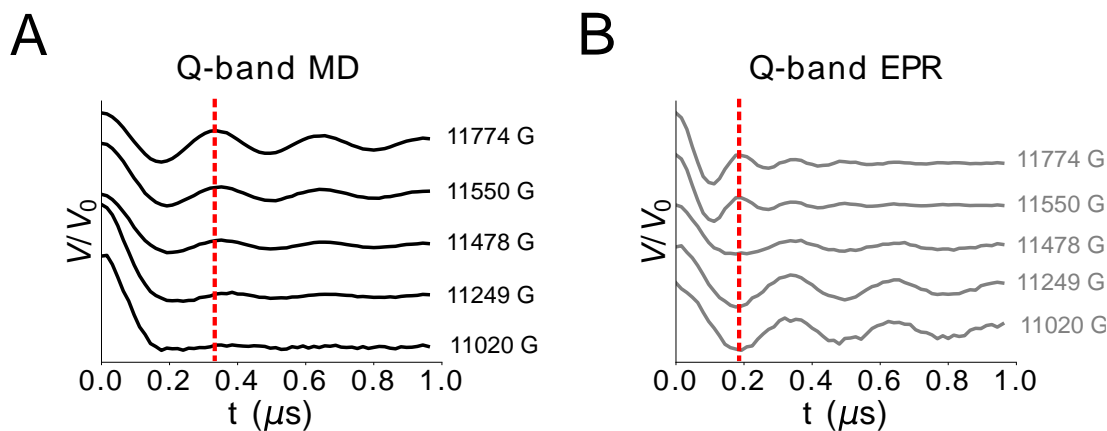 A
Q-band MD
11774 G
11550 G
11478 G
11249 G
11020 G
V/V0
0.0 0.2 0.4 0.6 0.8 1.0
t (μs)
B
Q-band EPR
11774 G
11550 G
11478 G
11249 G
11020 G
V/V0
0.0 0.2 0.4 0.6 0.8 1.0
t (μs)